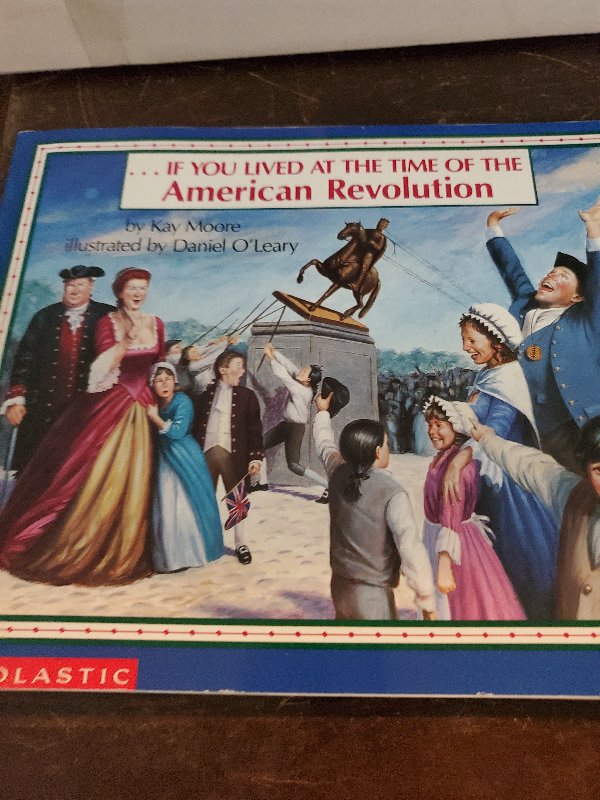 ... IF YOU LIVED AT THE TIME OF THE
American Revolution
by Kay Moore
illustrated by Daniel O'Leary
OLASTIC